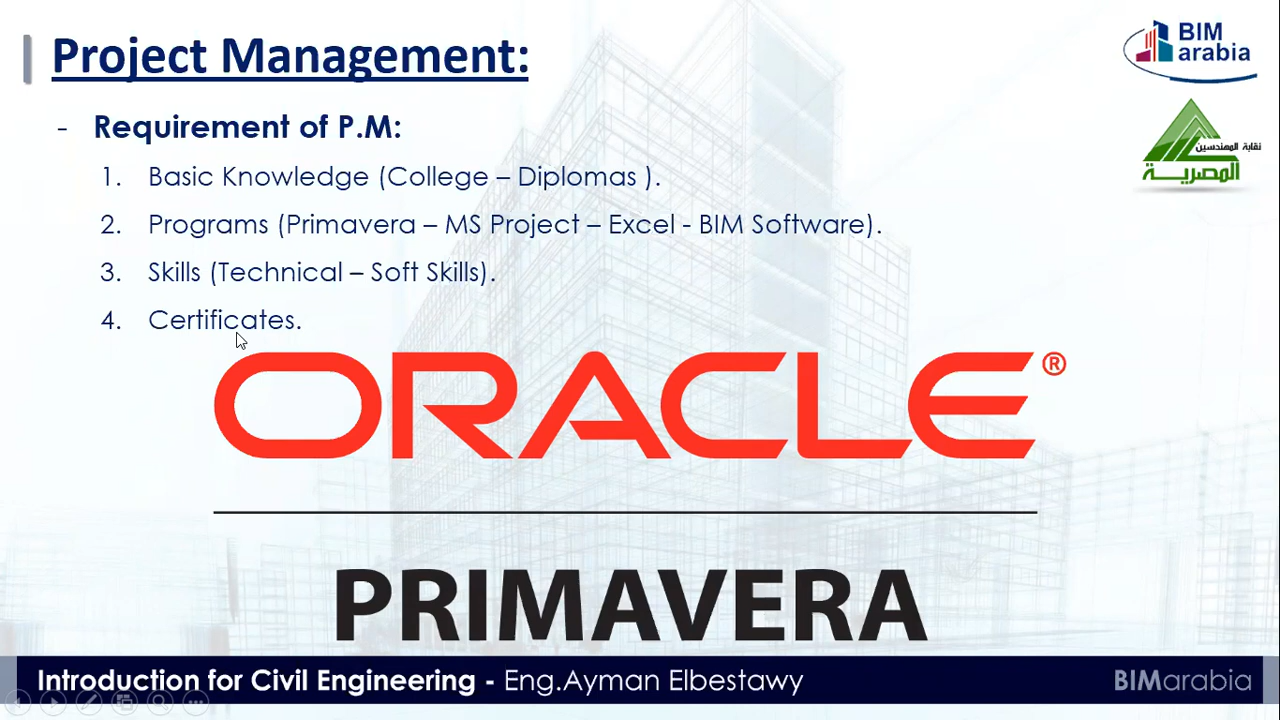 Project Management:
BIM
arabia
- Requirement of P.M:
نقابة المهندسين
المصرية
1. Basic Knowledge (College – Diplomas ).
2. Programs (Primavera – MS Project – Excel - BIM Software).
3. Skills (Technical – Soft Skills).
4. Certificates.
ORACLE®
PRIMAVERA
Introduction for Civil Engineering - Eng.Ayman Elbestawy
BIMarabia